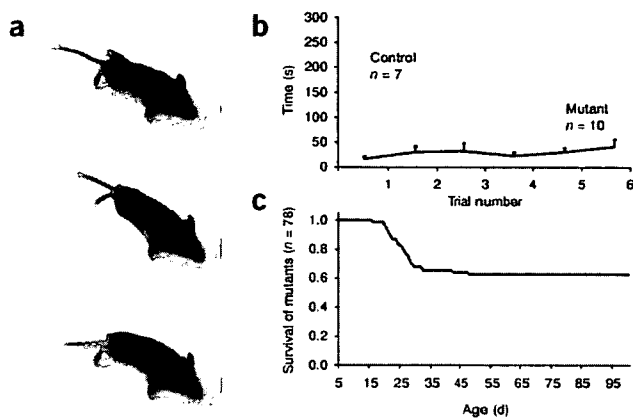 a
b
300
250
200
150
100
50
0
Time (s)
Control
n = 7
Mutant
n = 10
1 2 3 4 5 6
Trial number
c
1.0
0.8
0.6
0.4
0.2
0.0
Survival of mutants (n = 78)
5 15 25 35 45 55 65 75 85 95
Age (d)